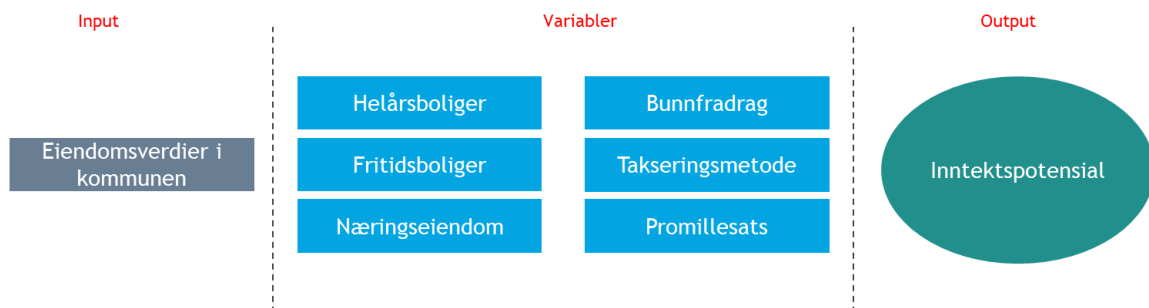 Input
Variabler
Output
Eiendomsverdier i
kommunen
Helårsboliger
Fritidsboliger
Næringseiendom
Bunnfradrag
Takseringsmetode
Promillesats
Inntektspotensial